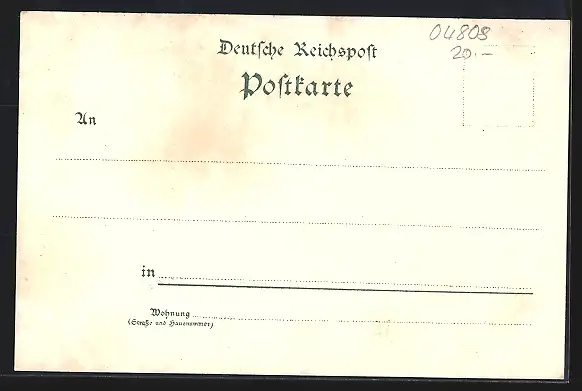 04808
20.-
Deutsche Reichspost
Postkarte
An
in
Wohnung
(Straße und Hausnummer)